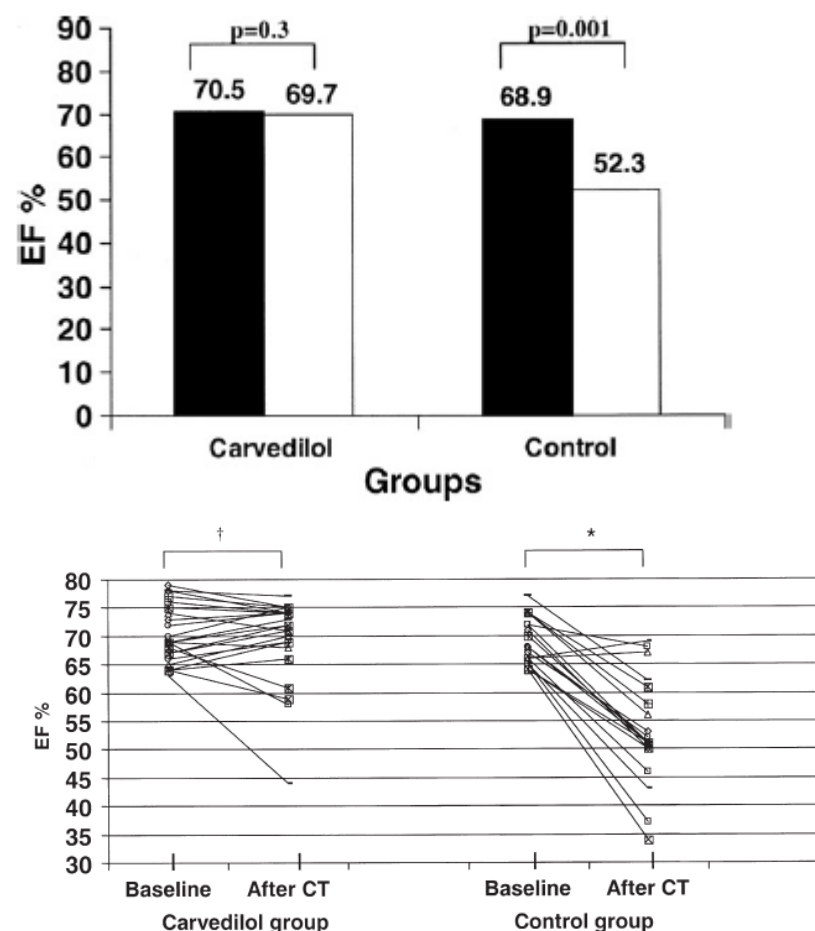 90
80
70
60
50
40
30
20
10
0
EF %
p=0.3
p=0.001
70.5
69.7
68.9
52.3
Carvedilol
Control
Groups
†
*
80
75
70
65
60
55
50
45
40
35
30
EF %
Baseline
After CT
Baseline
After CT
Carvedilol group
Control group